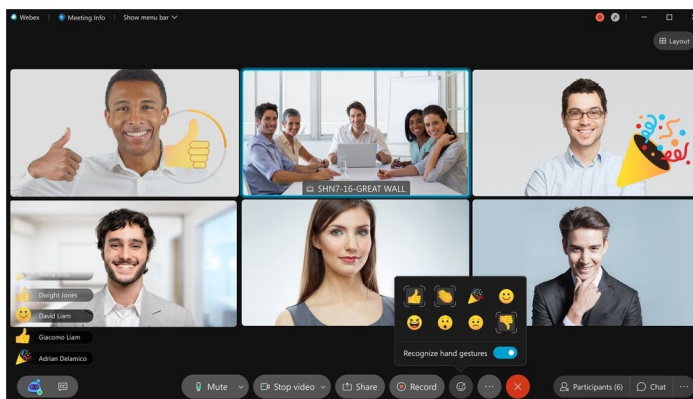 Webex
Meeting Info
Show menu bar
Layout
SHN7-16-GREAT WALL
Dwight Jones
David Liam
Giacomo Liam
Adrian Delamico
Recognize hand gestures
Mute
Stop video
Share
Record
Participants (6)
Chat